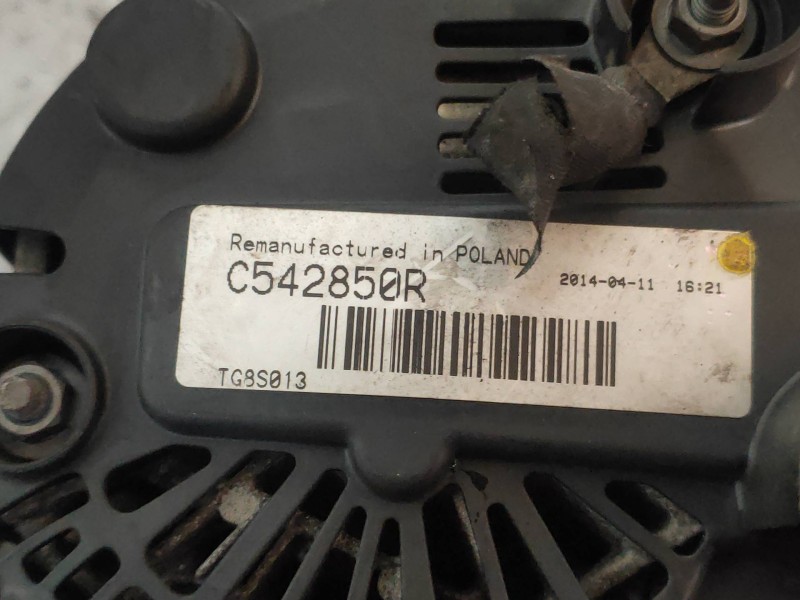 Remanufactured in POLAND
C542850R
2014-04-11 16:21
TG8S013